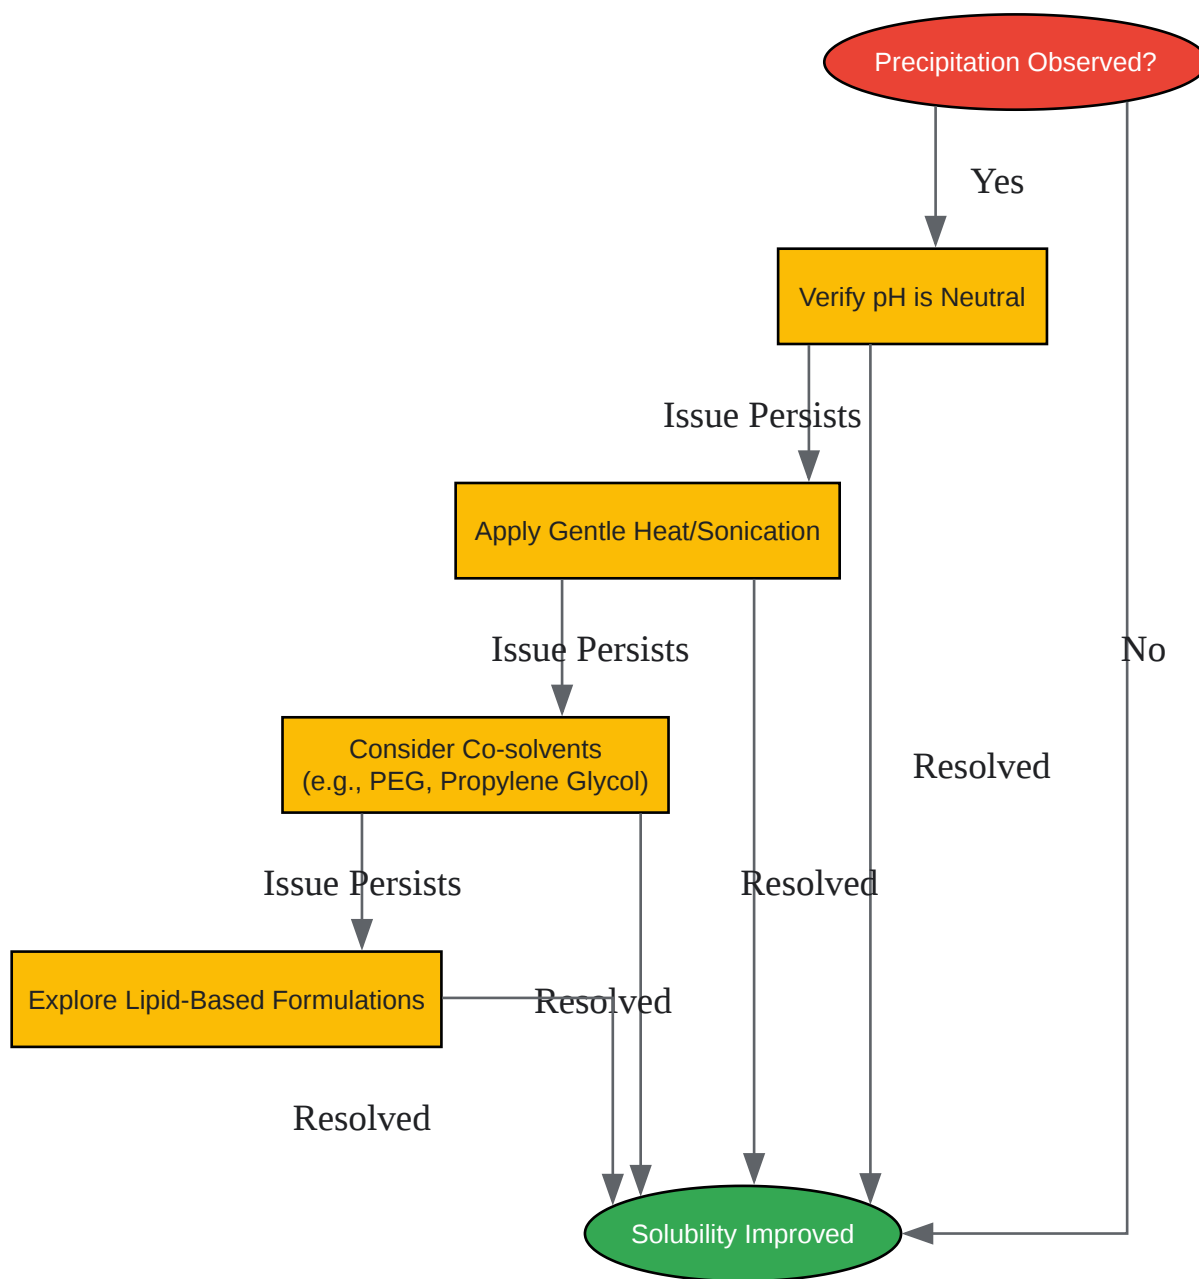 Precipitation Observed?
Yes
Verify pH is Neutral
Issue Persists
Apply Gentle Heat/Sonication
Issue Persists
No
Consider Co-solvents
(e.g., PEG, Propylene Glycol)
Resolved
Issue Persists
Resolved
Explore Lipid-Based Formulations
Resolved
Resolved
Solubility Improved